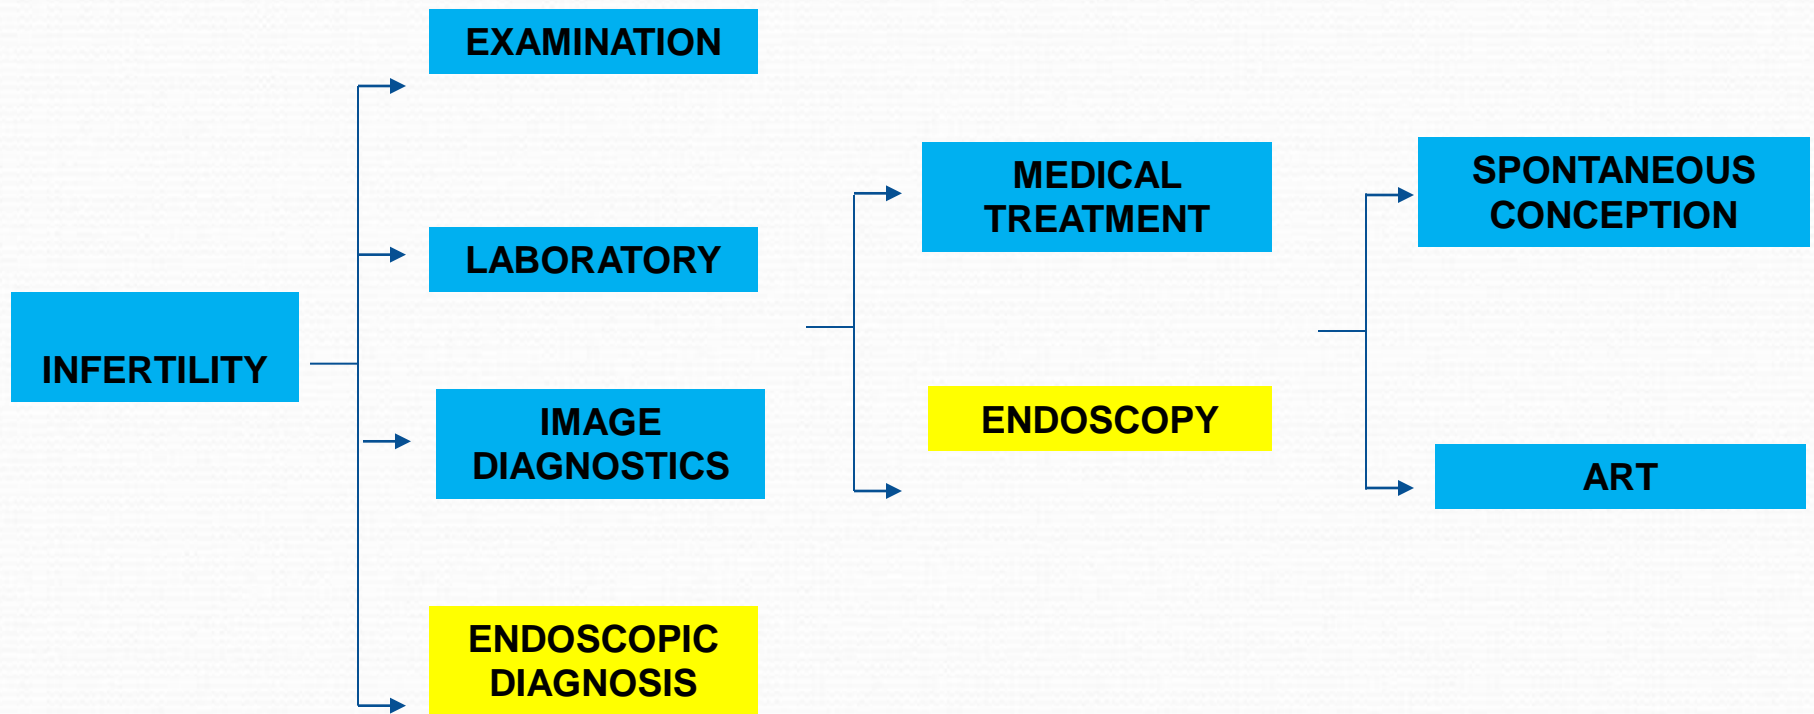 EXAMINATION
LABORATORY
INFERTILITY
IMAGE
DIAGNOSTICS
ENDOSCOPIC
DIAGNOSIS
MEDICAL
TREATMENT
ENDOSCOPY
SPONTANEOUS
CONCEPTION
ART